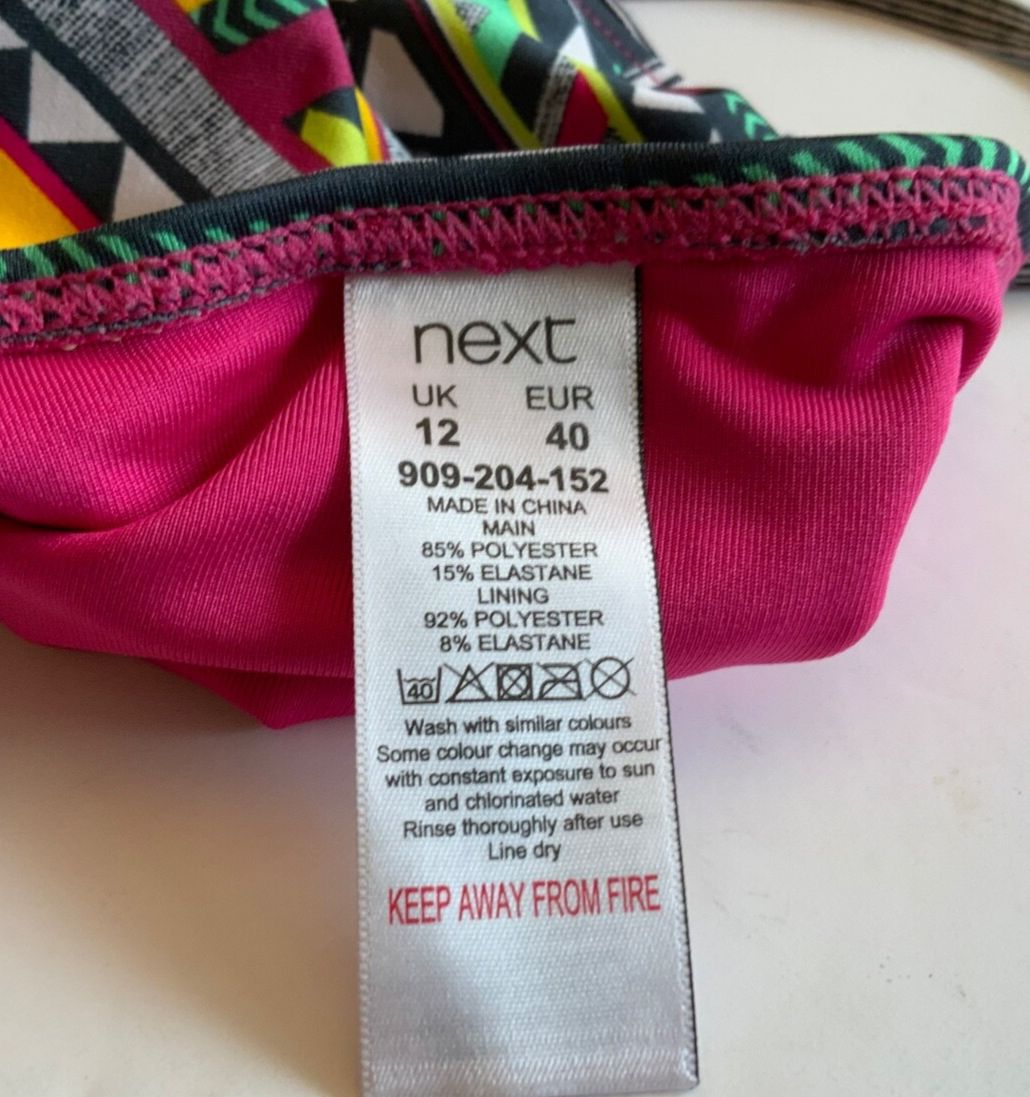 next
UK EUR
12 40
909-204-152
MADE IN CHINA
MAIN
85% POLYESTER
15% ELASTANE
LINING
92% POLYESTER
8% ELASTANE
40
Wash with similar colours
Some colour change may occur
with constant exposure to sun
and chlorinated water
Rinse thoroughly after use
Line dry
KEEP AWAY FROM FIRE